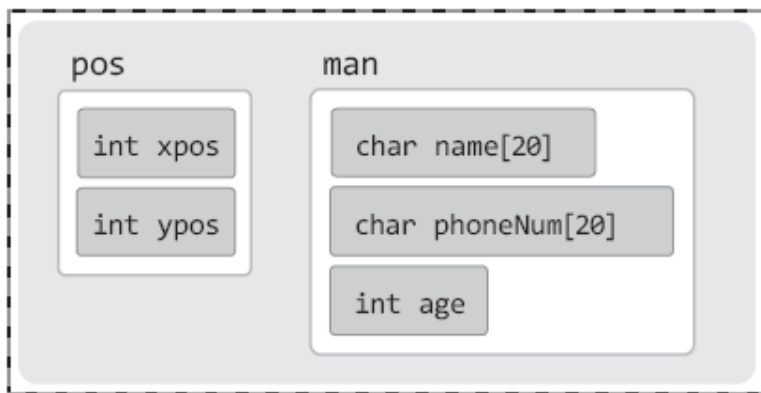 pos
int xpos
int ypos
man
char name[20]
char phoneNum[20]
int age